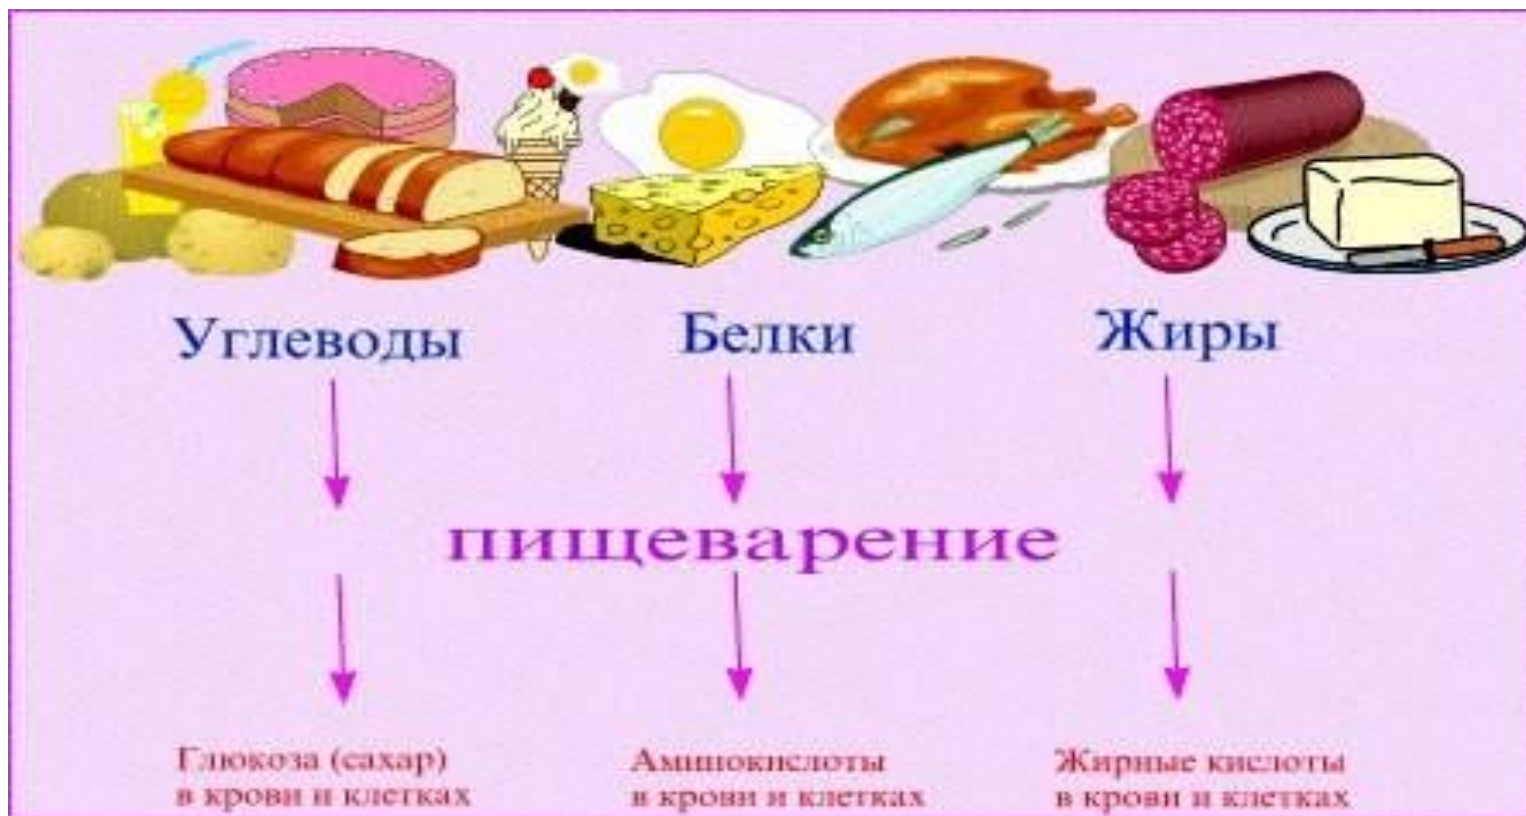 Углеводы Белки Жиры
пищеварение
Глюкоза (сахар) Аминокислоты Жирные кислоты
в крови и клетках в крови и клетках в крови и клетках